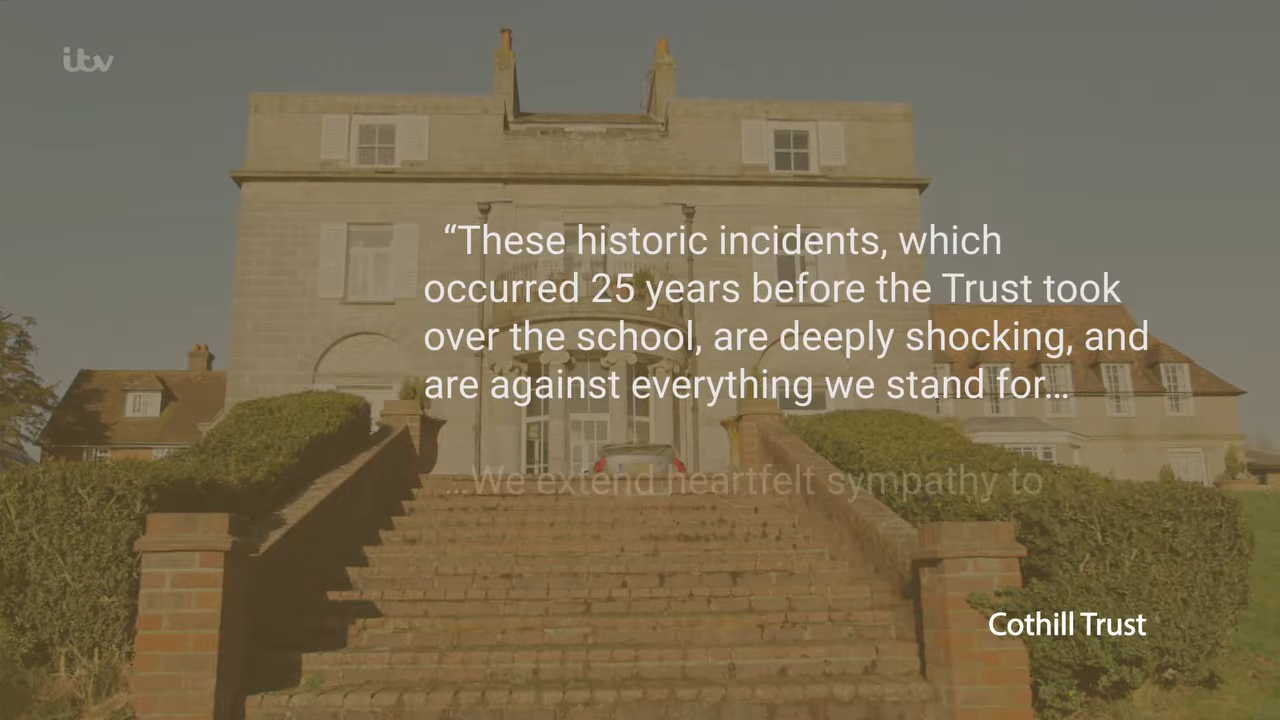 itv
“These historic incidents, which
occurred 25 years before the Trust took
over the school, are deeply shocking, and
are against everything we stand for...
...We extend heartfelt sympathy to
Cothill Trust